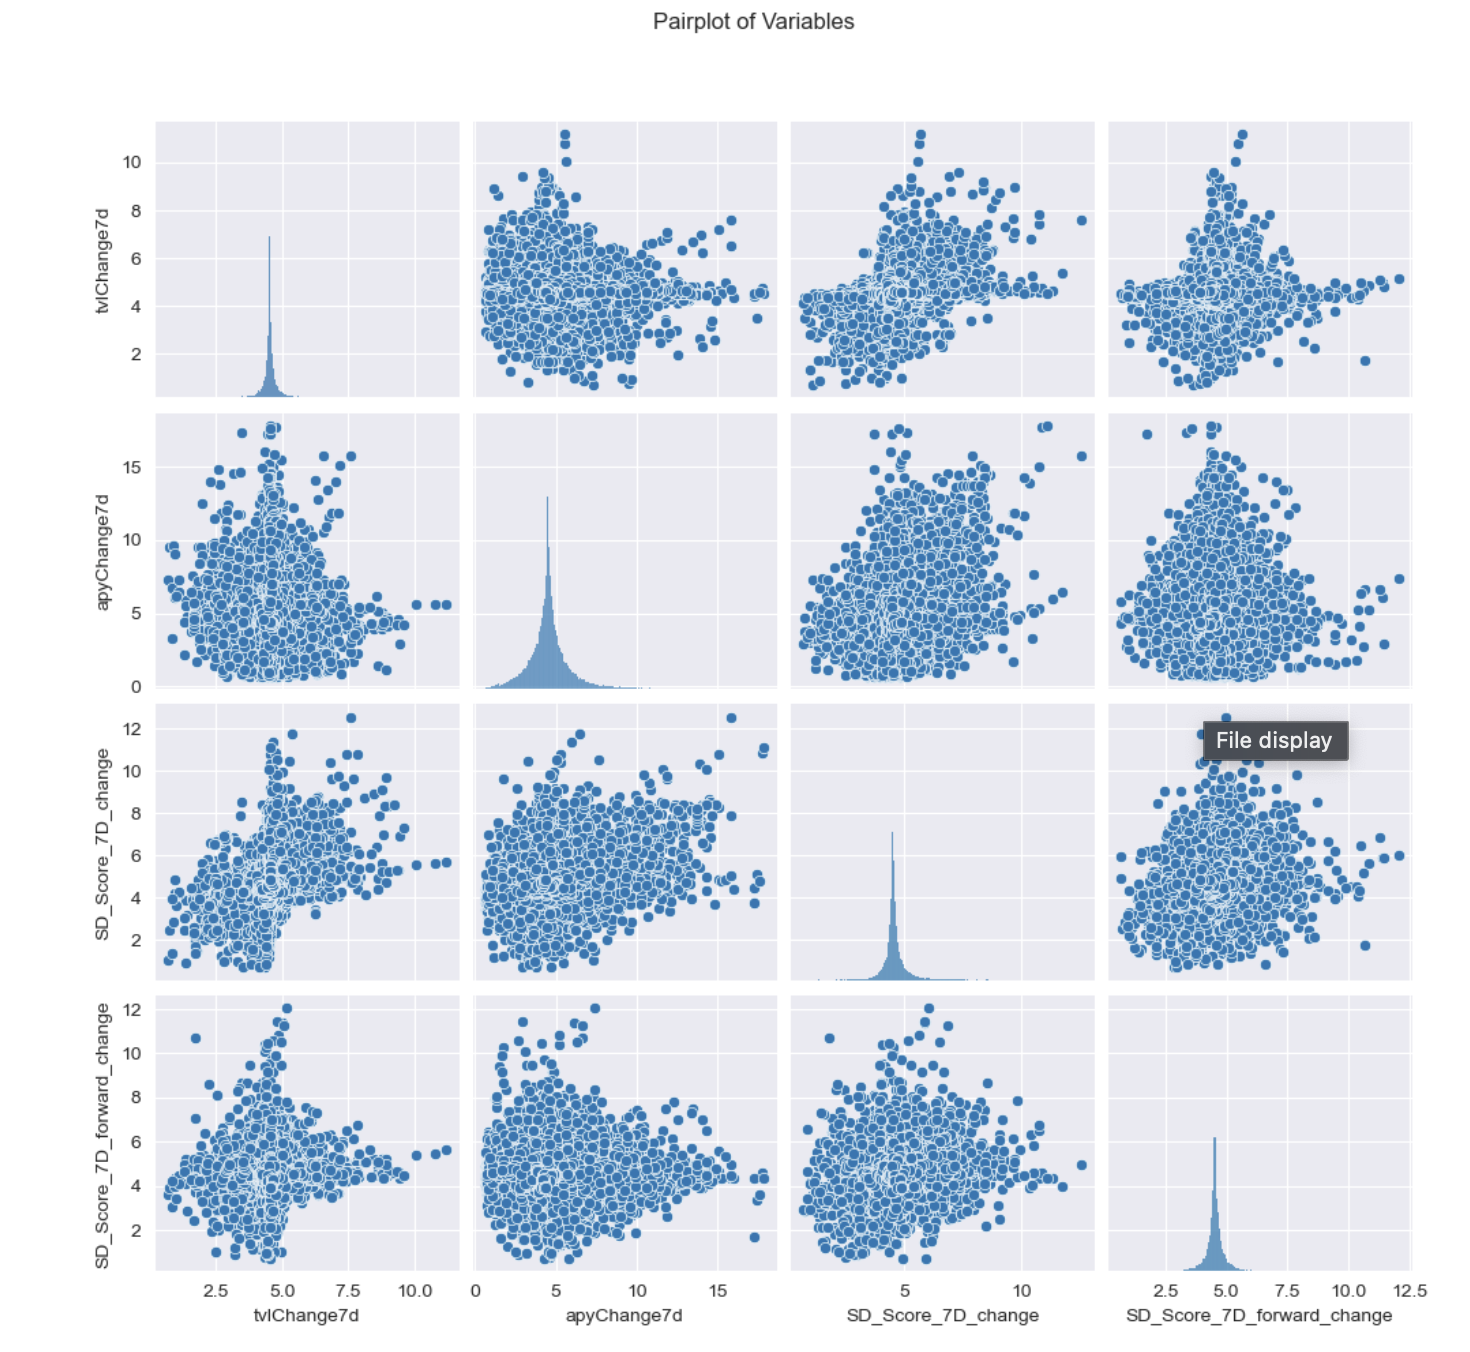 Pairplot of Variables
10
8
6
4
2
tvlChange7d
15
10
5
0
apyChange7d
12
10
8
6
4
2
SD_Score_7D_change
File display
12
10
8
6
4
2
SD_Score_7D_forward_change
2.5 5.0 7.5 10.0 0 5 10 15 5 10 2.5 5.0 7.5 10.0 12.5
tvlChange7d apyChange7d SD_Score_7D_change SD_Score_7D_forward_change